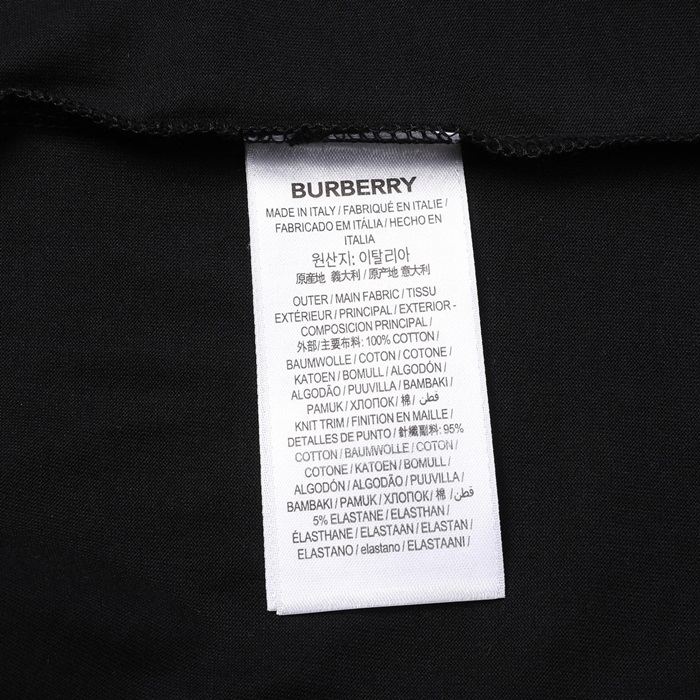 BURBERRY
MADE IN ITALY / FABRIQUÉ EN ITALIE /
FABRICADO EM ITÁLIA / HECHO EN
ITALIA
원산지: 이탈리아
原産地 義大利 / 原产地 意大利
OUTER / MAIN FABRIC / TISSU
EXTÉRIEUR / PRINCIPAL / EXTERIOR -
COMPOSICION PRINCIPAL /
外部/主要布料: 100% COTTON /
BAUMWOLLE / COTON / COTONE /
KATOEN / BOMULL / ALGODÓN /
ALGODÃO / PUUVILLA / BAMBAKI /
PAMUK / ХЛОПОК / 棉 / قطن
KNIT TRIM / FINITION EN MAILLE /
DETALLES DE PUNTO / 針織副料: 95%
COTTON / BAUMWOLLE / COTON /
COTONE / KATOEN / BOMULL /
ALGODÓN / ALGODÃO / PUUVILLA /
BAMBAKI / PAMUK / ХЛОПОК / 棉 / قطن/
5% ELASTANE / ELASTHAN /
ÉLASTHANE / ELASTAAN / ELASTAN /
ELASTANO / elastano / ELASTAANI /